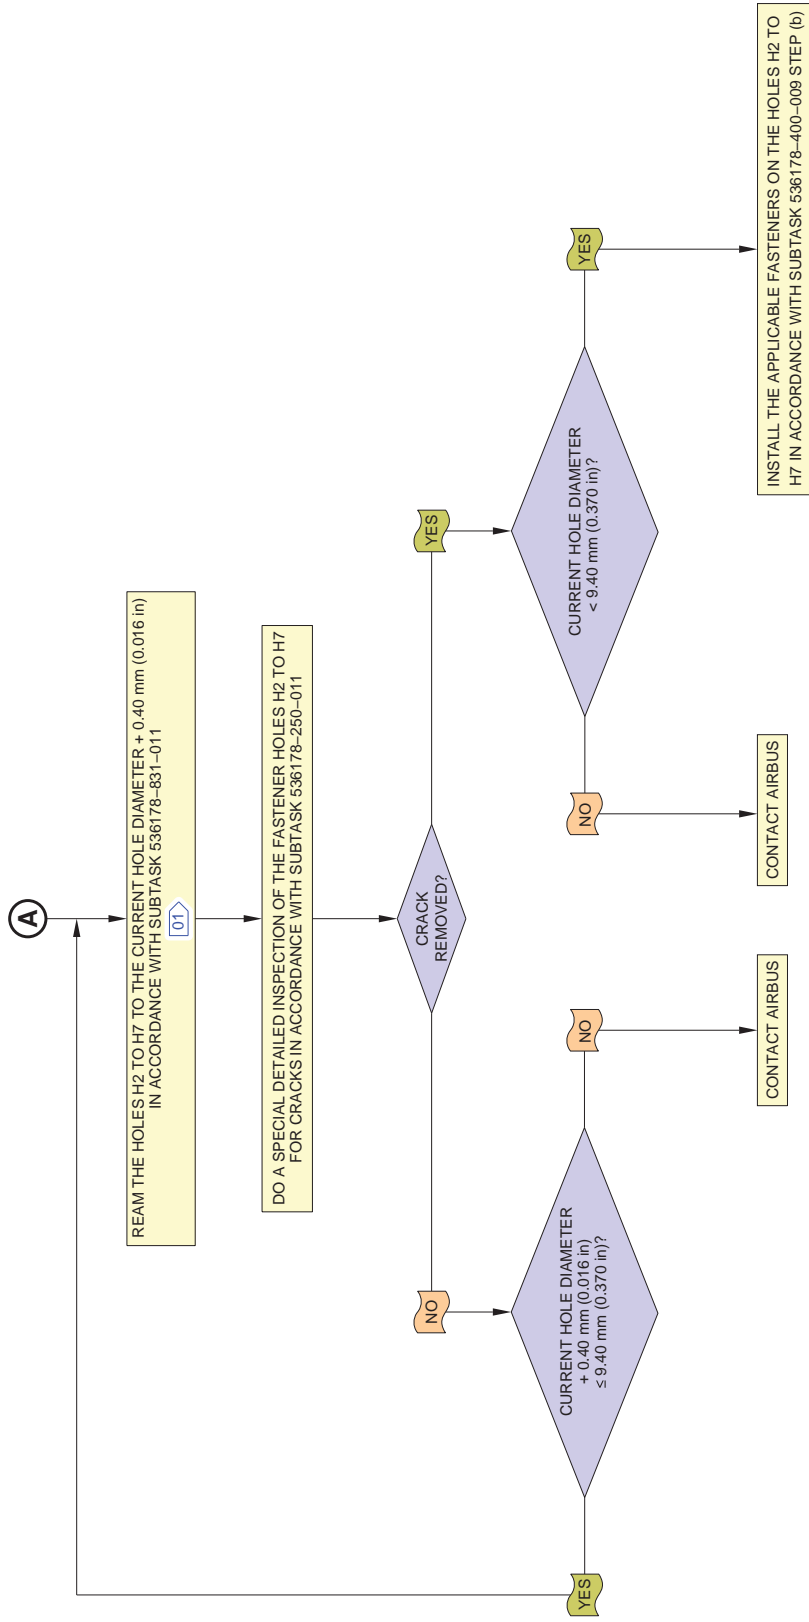 A
REAM THE HOLES H2 TO H7 TO THE CURRENT HOLE DIAMETER + 0.40 mm (0.016 in)
IN ACCORDANCE WITH SUBTASK 536178–831–011
01
DO A SPECIAL DETAILED INSPECTION OF THE FASTENER HOLES H2 TO H7
FOR CRACKS IN ACCORDANCE WITH SUBTASK 536178–250–011
CRACK
REMOVED?
NO
YES
CURRENT HOLE DIAMETER
+ 0.40 mm (0.016 in)
≤ 9.40 mm (0.370 in)?
YES
NO
CONTACT AIRBUS
CURRENT HOLE DIAMETER
< 9.40 mm (0.370 in)?
NO
YES
CONTACT AIRBUS
INSTALL THE APPLICABLE FASTENERS ON THE HOLES H2 TO
H7 IN ACCORDANCE WITH SUBTASK 536178–400–009 STEP (b)